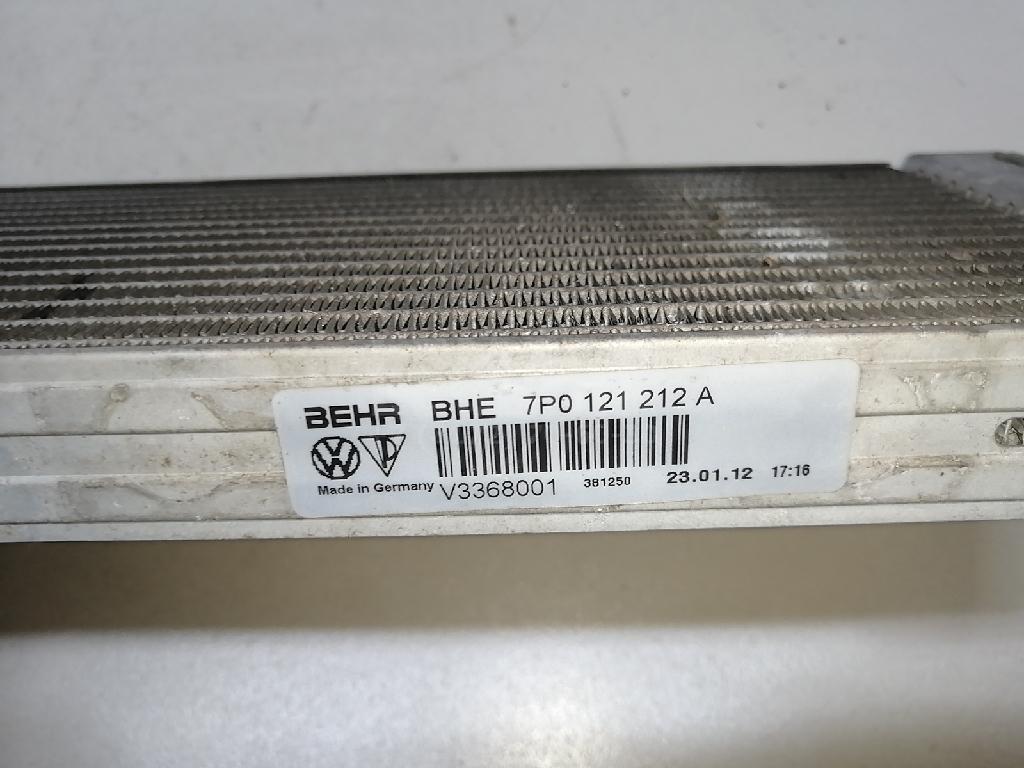 BEHR BHE 7P0 121 212 A
Made in Germany V3368001 381250 23.01.12 17:16